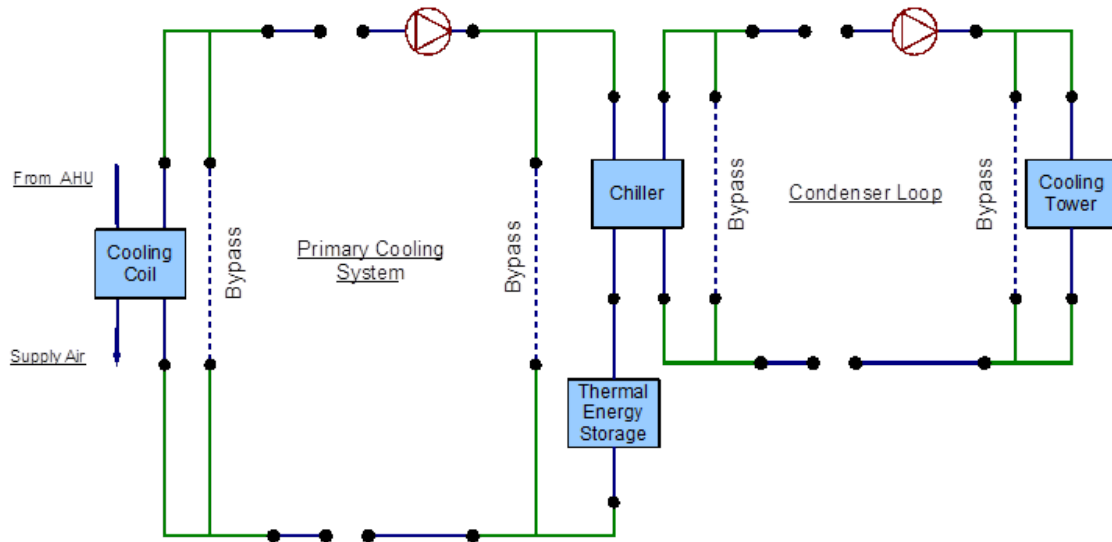 From AHU
Cooling
Coil
Supply Air
Bypass
Primary Cooling
System
Bypass
Chiller
Thermal
Energy
Storage
Bypass
Condenser Loop
Bypass
Cooling
Tower